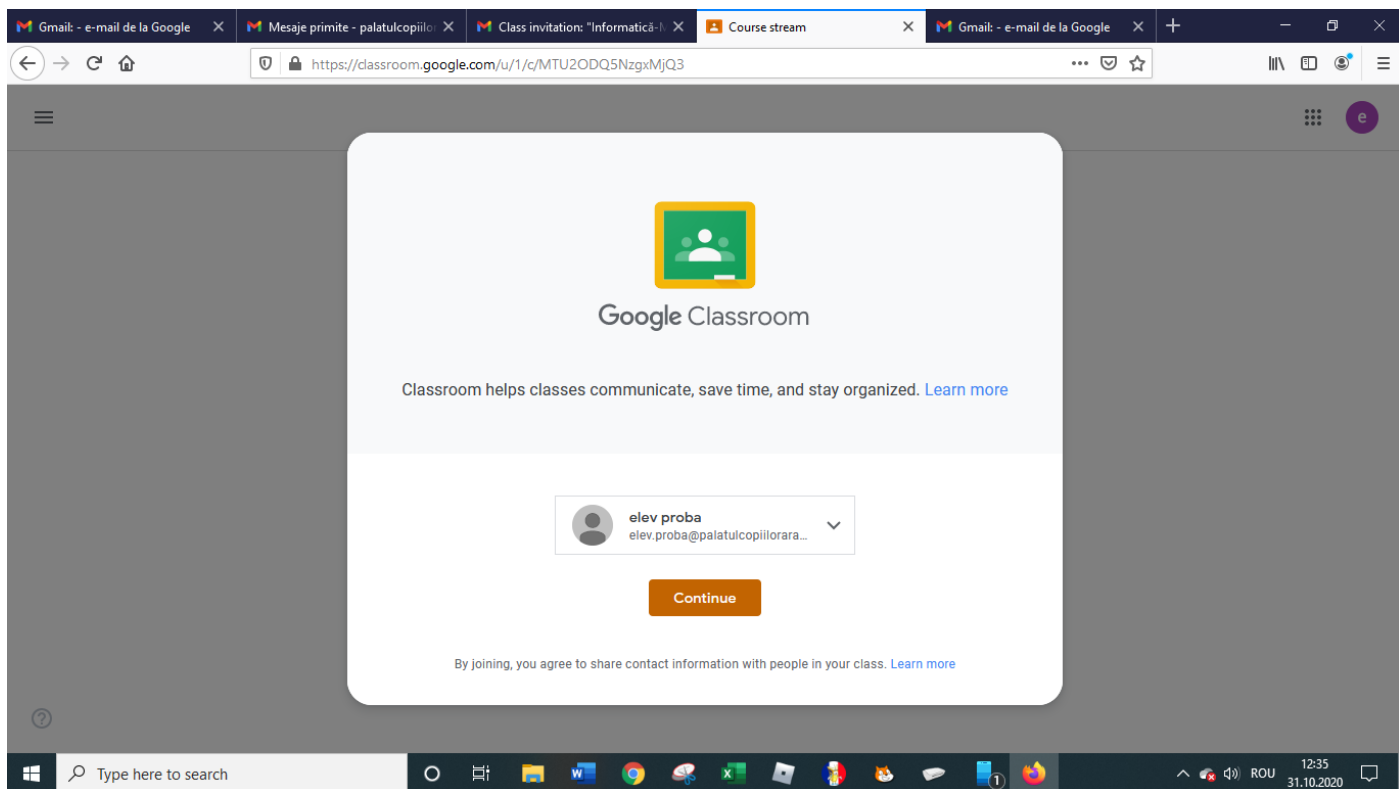 Gmail: - e-mail de la Google
Mesaje primite - palatulcopiilor
Class invitation: "Informatică-
Course stream
Gmail: - e-mail de la Google
https://classroom.google.com/u/1/c/MTU2ODQ5NzgxMjQ3
e
Google Classroom
Classroom helps classes communicate, save time, and stay organized. Learn more
elev proba
elev.proba@palatulcopiilorara...
Continue
By joining, you agree to share contact information with people in your class. Learn more
Type here to search
1
ROU
12:35
31.10.2020